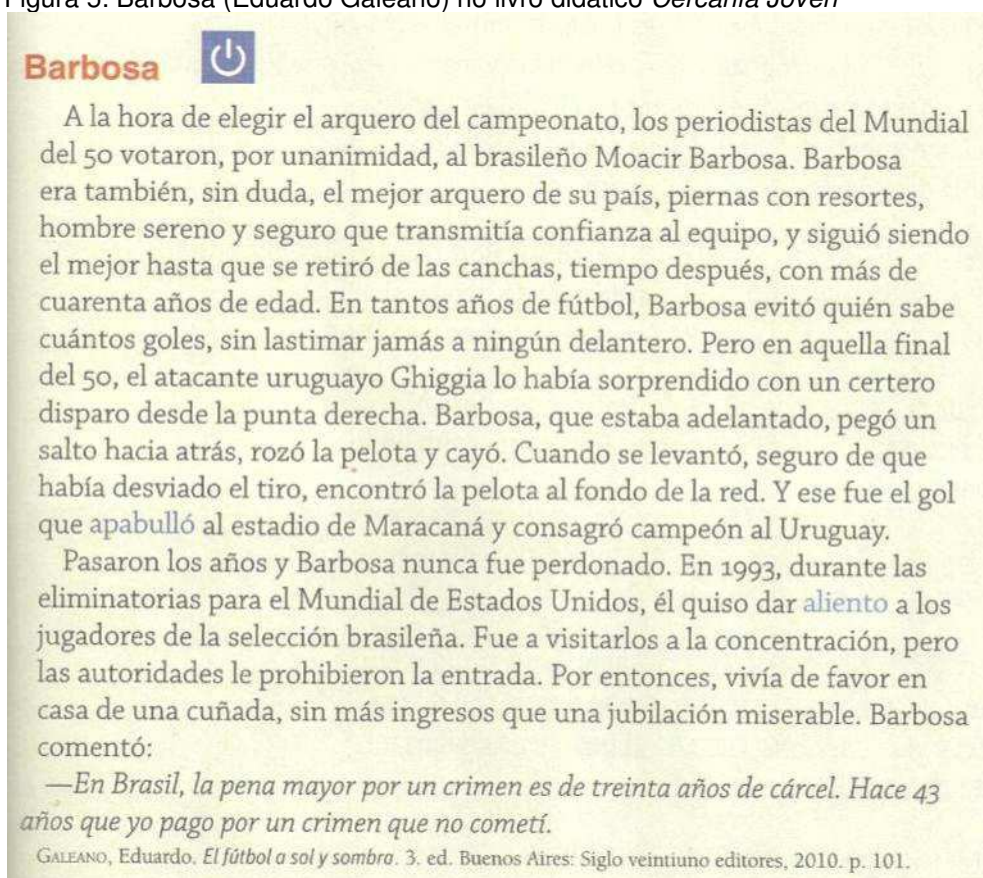 Figura 5: Barbosa (Eduardo Galeano) no livro didático Cercanía Joven
Barbosa
A la hora de elegir el arquero del campeonato, los periodistas del Mundial
del 50 votaron, por unanimidad, al brasileño Moacir Barbosa. Barbosa
era también, sin duda, el mejor arquero de su país, piernas con resortes,
hombre sereno y seguro que transmitía confianza al equipo, y siguió siendo
el mejor hasta que se retiró de las canchas, tiempo después, con más de
cuarenta años de edad. En tantos años de fútbol, Barbosa evitó quién sabe
cuántos goles, sin lastimar jamás a ningún delantero. Pero en aquella final
del 50, el atacante uruguayo Ghiggia lo había sorprendido con un certero
disparo desde la punta derecha. Barbosa, que estaba adelantado, pegó un
salto hacia atrás, rozó la pelota y cayó. Cuando se levantó, seguro de que
había desviado el tiro, encontró la pelota al fondo de la red. Y ese fue el gol
que apabulló al estadio de Maracaná y consagró campeón al Uruguay.
Pasaron los años y Barbosa nunca fue perdonado. En 1993, durante las
eliminatorias para el Mundial de Estados Unidos, él quiso dar aliento a los
jugadores de la selección brasileña. Fue a visitarlos a la concentración, pero
las autoridades le prohibieron la entrada. Por entonces, vivía de favor en
casa de una cuñada, sin más ingresos que una jubilación miserable. Barbosa
comentó:
—En Brasil, la pena mayor por un crimen es de treinta años de cárcel. Hace 43
años que yo pago por un crimen que no cometí.
GALEANO, Eduardo. El fútbol a sol y sombra. 3. ed. Buenos Aires: Siglo veintiuno editores, 2010. p. 101.